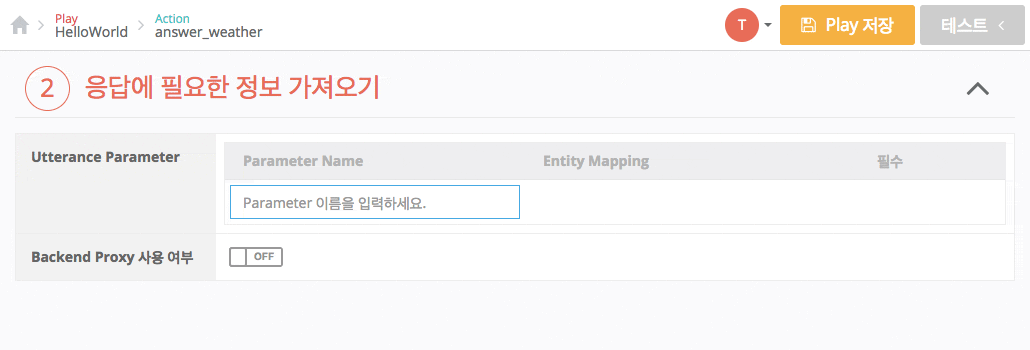 Play
HelloWorld
Action
answer_weather
T
Play 저장
테스트
2 응답에 필요한 정보 가져오기
Utterance Parameter
Parameter Name Entity Mapping 필수
Parameter 이름을 입력하세요.
Backend Proxy 사용 여부
OFF